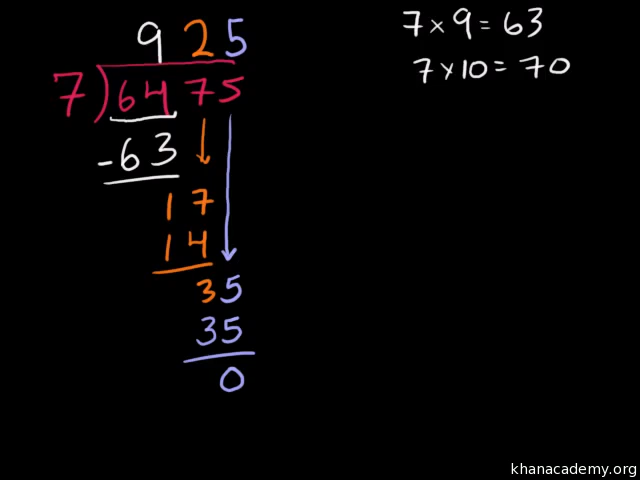 925
7)6475
-63
17
14
35
35
0
7 × 9 = 63
7 × 10 = 70
khanacademy.org